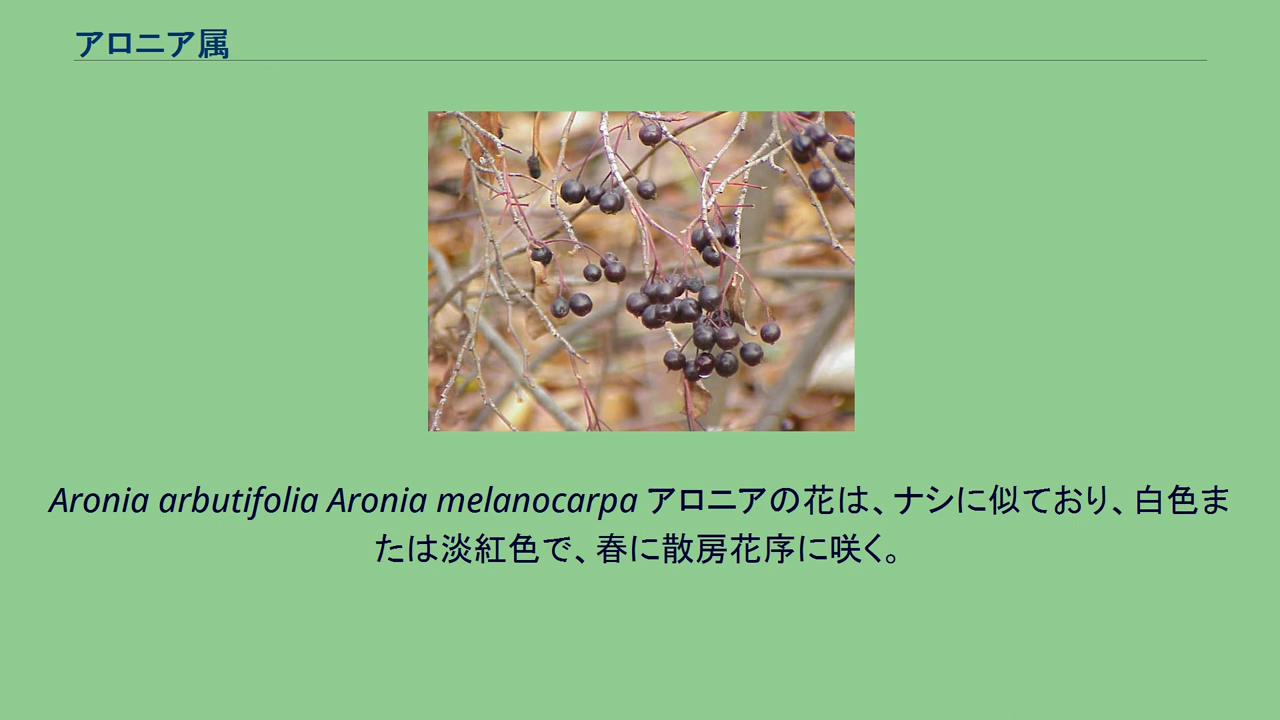 アロニア属
Aronia arbutifolia Aronia melanocarpa アロニアの花は、ナシに似ており、白色ま
たは淡紅色で、春に散房花序に咲く。